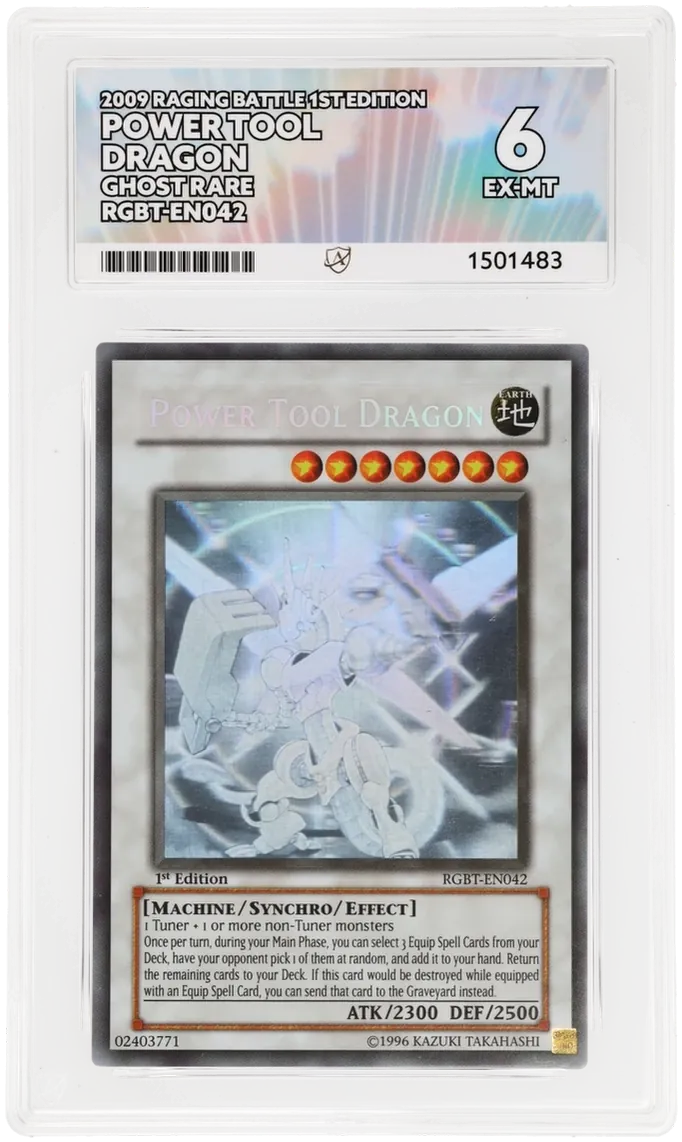 2009 RAGING BATTLE 1ST EDITION
POWER TOOL
DRAGON
GHOST RARE
RGBT-EN042
6
EX-MT
1501483
POWER TOOL DRAGON
EARTH
地
1st Edition
RGBT-EN042
[MACHINE/SYNCHRO/EFFECT]
1 Tuner + 1 or more non-Tuner monsters
Once per turn, during your Main Phase, you can select 3 Equip Spell Cards from your
Deck, have your opponent pick 1 of them at random, and add it to your hand. Return
the remaining cards to your Deck. If this card would be destroyed while equipped
with an Equip Spell Card, you can send that card to the Graveyard instead.
ATK/2300 DEF/2500
02403771
©1996 KAZUKI TAKAHASHI